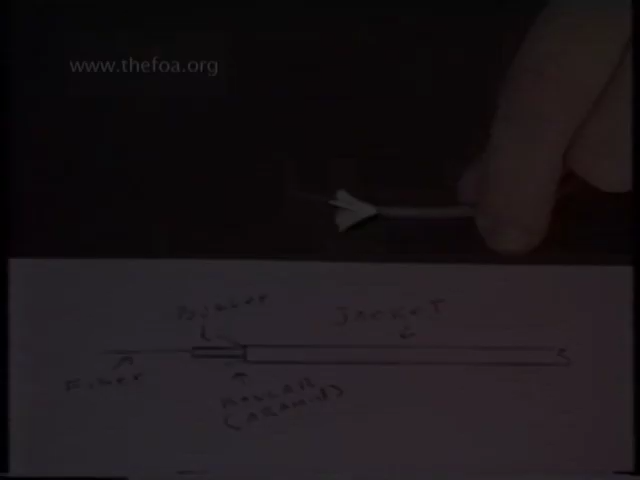 www.thefoa.org
Buffer
Jacket
Fiber
Kevlar
(Aramid)